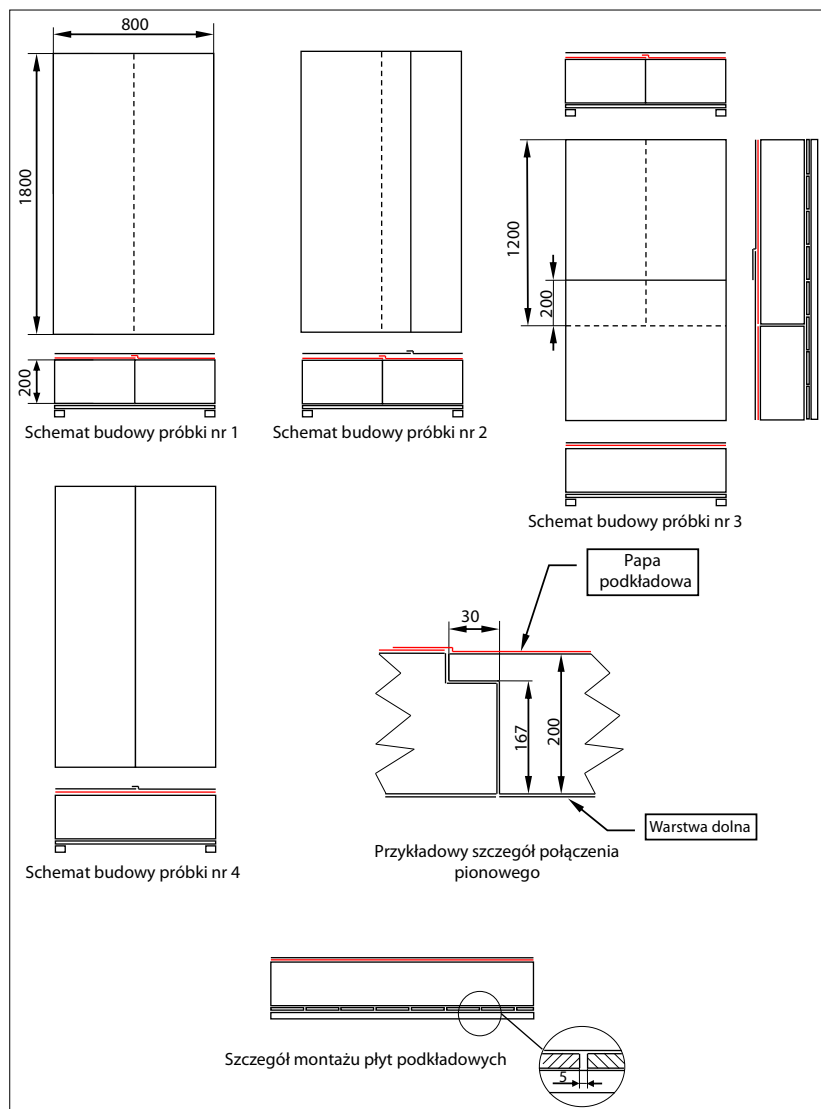 800
1800
200
Schemat budowy próbki nr 1
Schemat budowy próbki nr 2
1200
200
Schemat budowy próbki nr 3
Schemat budowy próbki nr 4
Papa
podkładowa
30
167
200
Warstwa dolna
Przykładowy szczegół połączenia
pionowego
Szczegół montażu płyt podkładowych
5